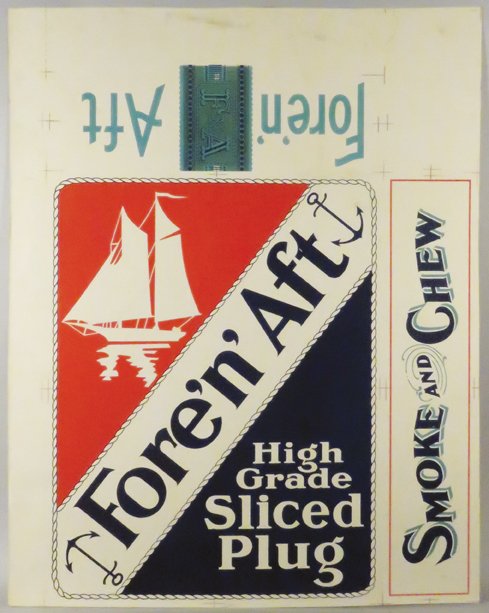 Fore'n'
Aft
F A
Fore'n'Aft
High
Grade
Sliced
Plug
SMOKE AND CHEW